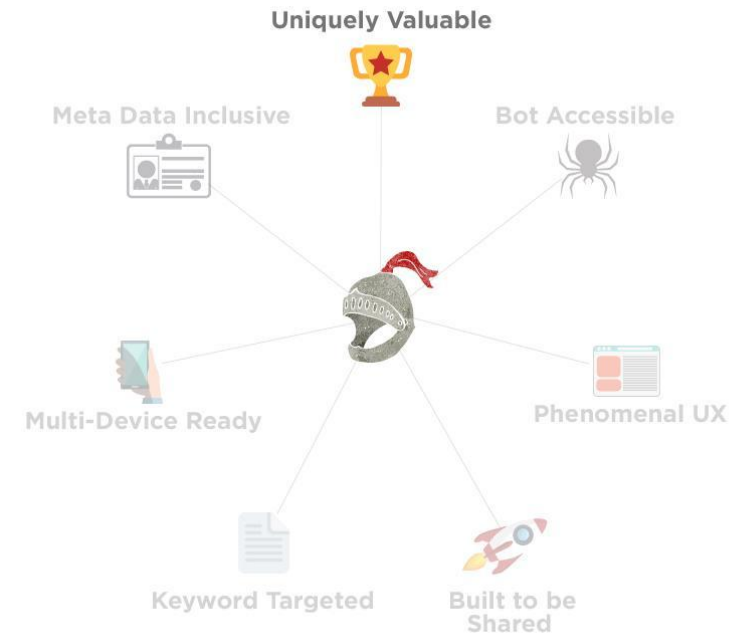 Uniquely Valuable
Meta Data Inclusive
Bot Accessible
Multi-Device Ready
Phenomenal UX
Keyword Targeted
Built to be
Shared